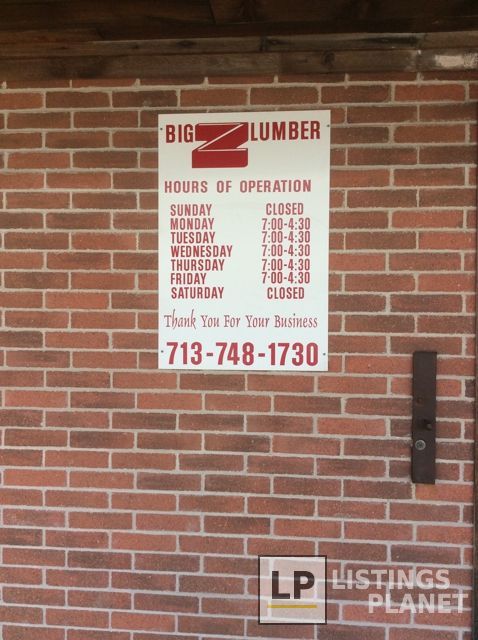 BIG Z LUMBER
HOURS OF OPERATION
SUNDAY CLOSED
MONDAY 7:00-4:30
TUESDAY 7:00-4:30
WEDNESDAY 7:00-4:30
THURSDAY 7:00-4:30
FRIDAY 7:00-4:30
SATURDAY CLOSED
Thank You For Your Business
713-748-1730
LP LISTINGS
PLANET